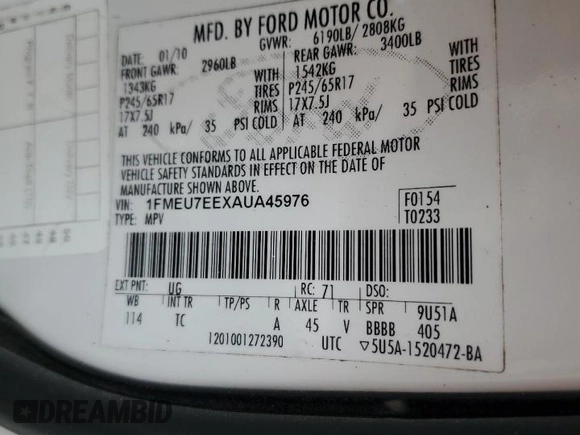 MFD. BY FORD MOTOR CO.
DATE: 01/10 GVWR: 6190LB/ 2808KG
FRONT GAWR: 2960LB REAR GAWR: 3400LB
1343KG WITH 1542KG WITH
P245/65R17 TIRES P245/65R17 TIRES
17X7.5J RIMS 17X7.5J RIMS
AT 240 kPa/ 35 PSI COLD AT 240 kPa/ 35 PSI COLD
THIS VEHICLE CONFORMS TO ALL APPLICABLE FEDERAL MOTOR
VEHICLE SAFETY STANDARDS IN EFFECT ON THE DATE OF
MANUFACTURE SHOWN ABOVE.
VIN: 1FMEU7EEXAUA45976 F0154
TYPE: MPV T0233
EXT PNT: UG RC: 71 DSO:
WB INT TR TP/PS R AXLE TR SPR 9U51A
114 TC A 45 V BBBB 405
1201001272390 UTC ▽5U5A-1520472-BA
DREAMBID